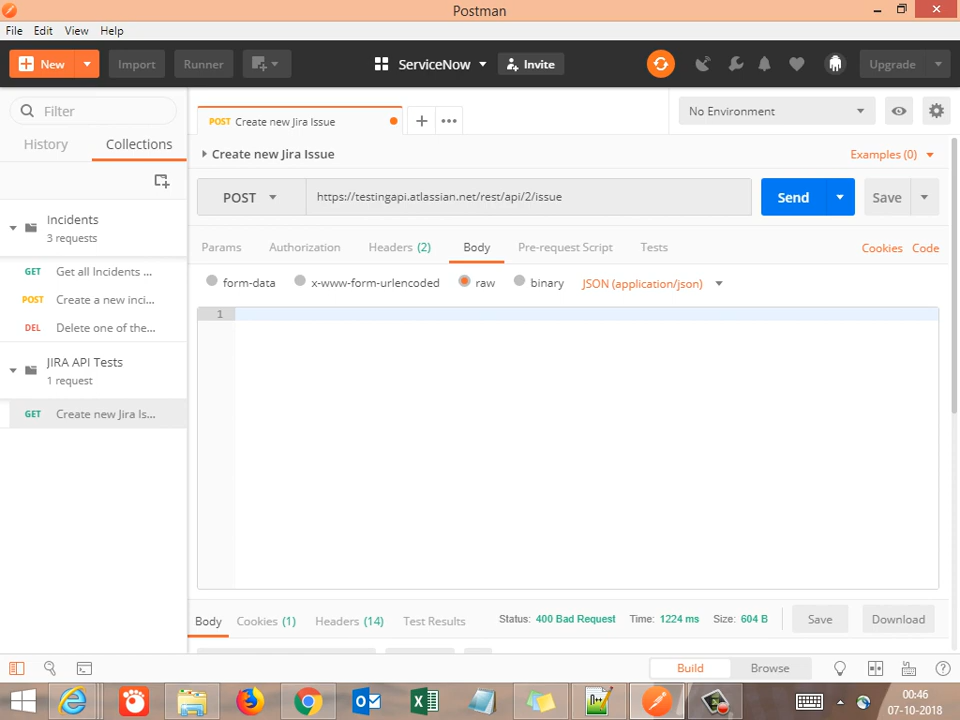 Postman
File Edit View Help
New Import Runner ServiceNow Invite Upgrade
Filter
History Collections
Incidents
3 requests
GET Get all Incidents ...
POST Create a new inci...
DEL Delete one of the...
JIRA API Tests
1 request
GET Create new Jira Is...
POST Create new Jira Issue
No Environment
Create new Jira Issue
Examples (0)
POST https://testingapi.atlassian.net/rest/api/2/issue Send Save
Params Authorization Headers (2) Body Pre-request Script Tests Cookies Code
form-data x-www-form-urlencoded raw binary JSON (application/json)
1
Body Cookies (1) Headers (14) Test Results Status: 400 Bad Request Time: 1224 ms Size: 604 B Save Download
Build Browse
00:46
07-10-2018